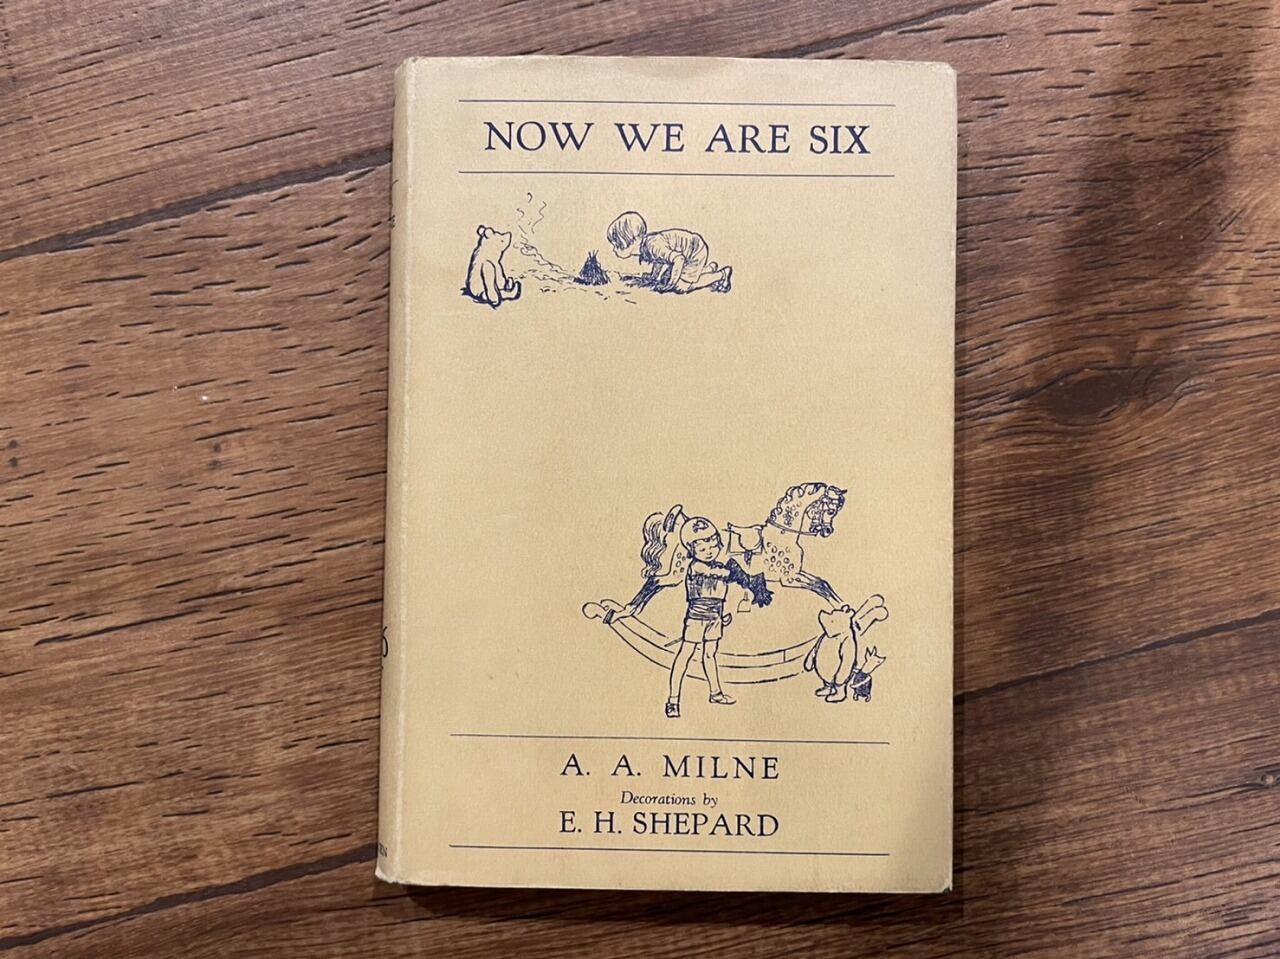 NOW WE ARE SIX
A. A. MILNE
Decorations by
E. H. SHEPARD